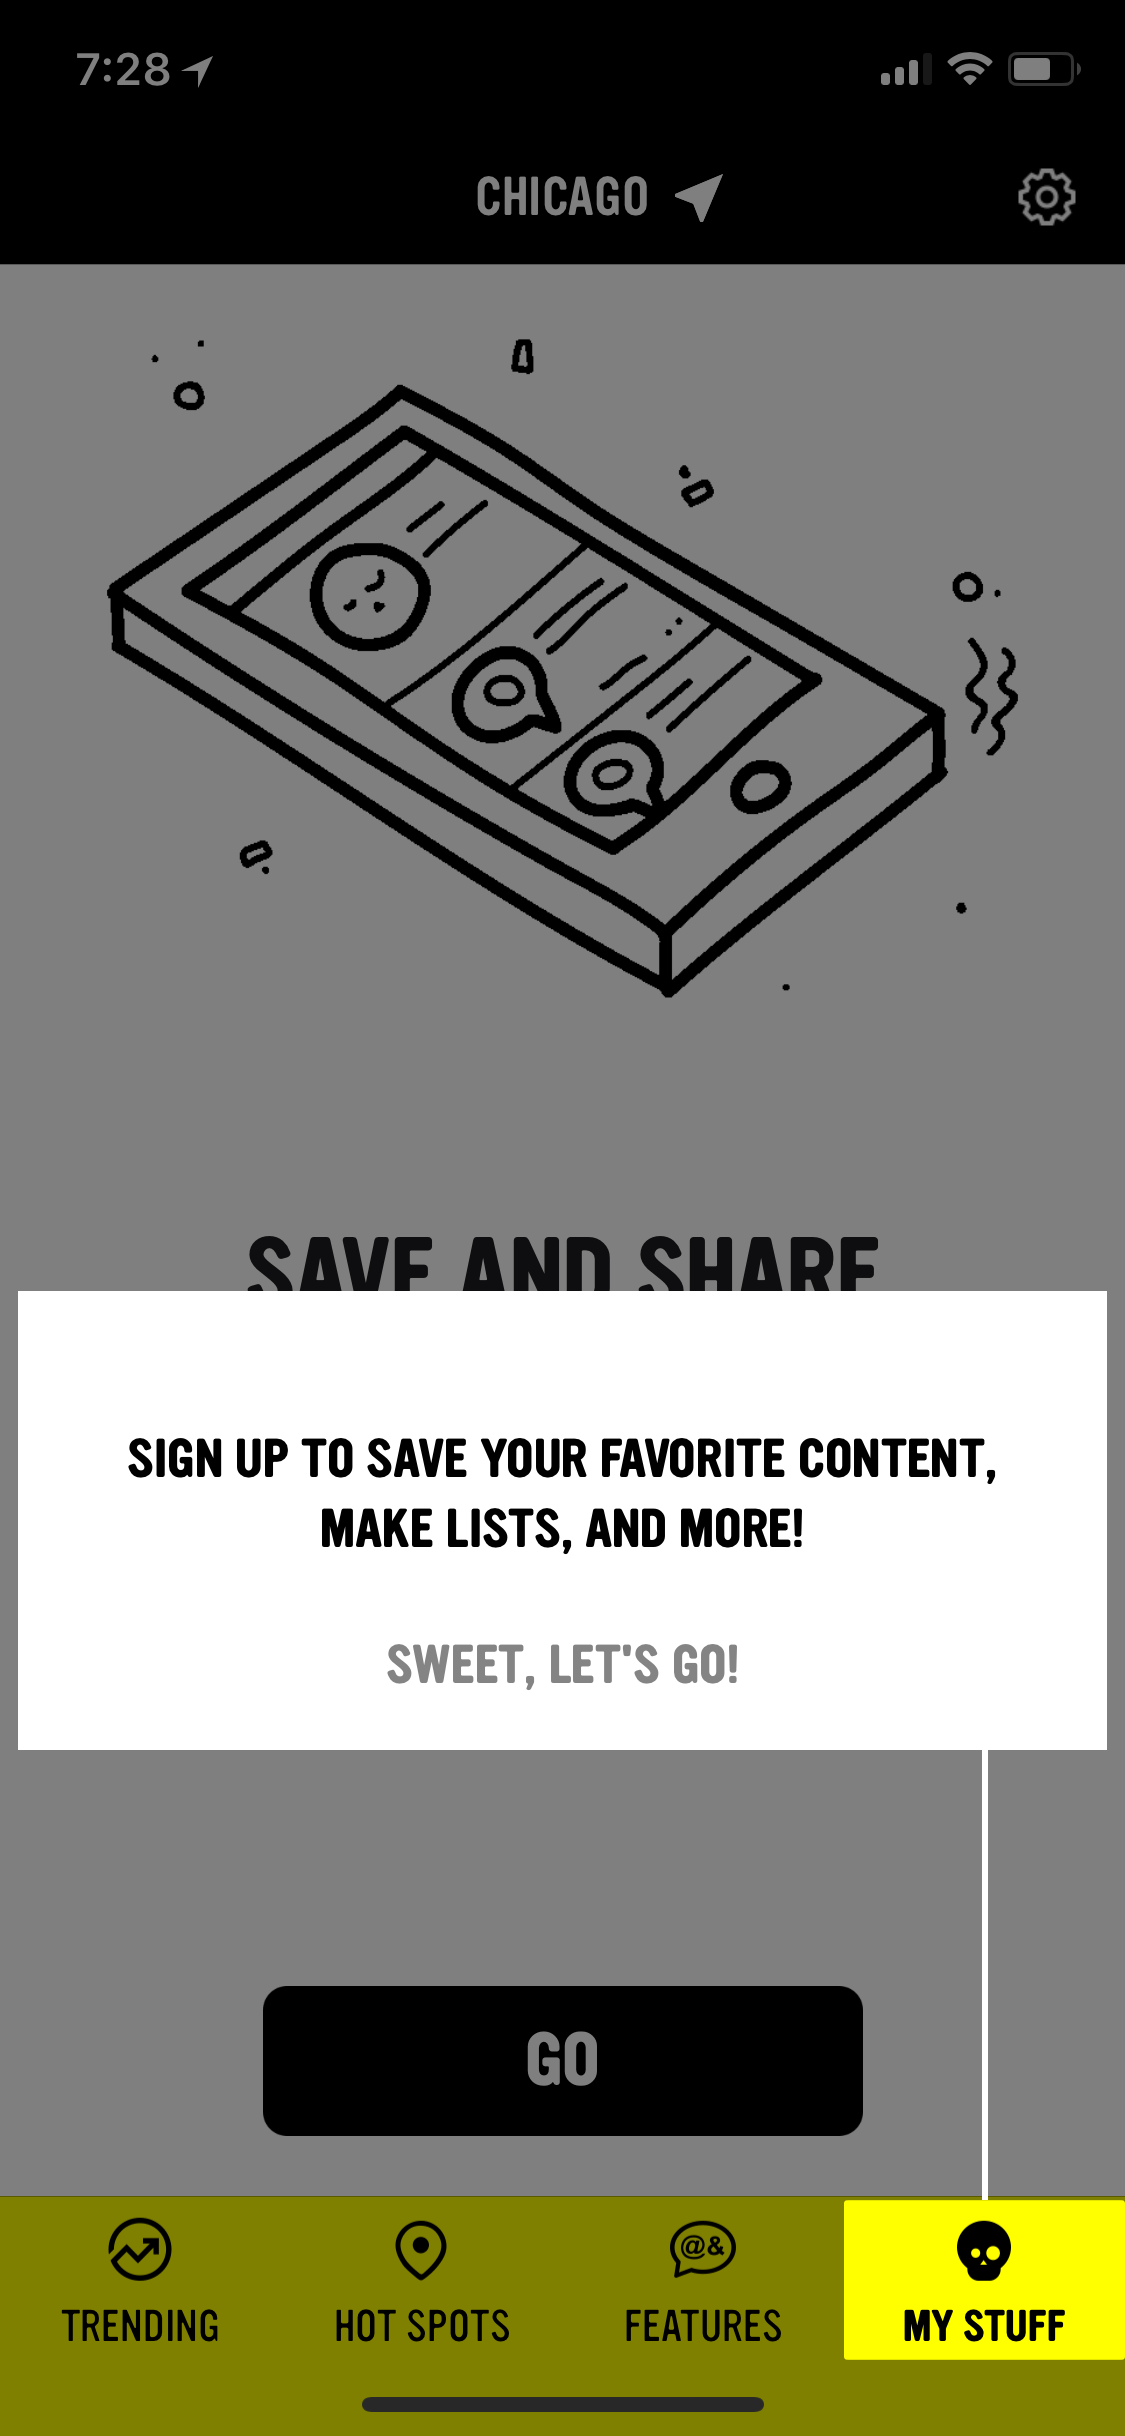 7:28
CHICAGO
SAVE AND SHARE
SIGN UP TO SAVE YOUR FAVORITE CONTENT,
MAKE LISTS, AND MORE!
SWEET, LET'S GO!
GO
@&
TRENDING HOT SPOTS FEATURES MY STUFF